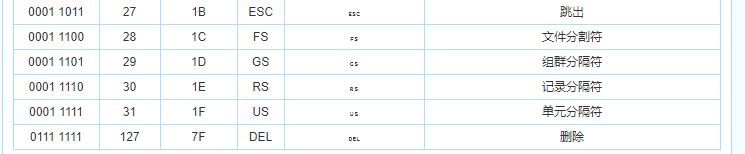 0001 1011 27 1B ESC ␛ 跳出
0001 1100 28 1C FS ␜ 文件分割符
0001 1101 29 1D GS ␝ 组群分隔符
0001 1110 30 1E RS ␞ 记录分隔符
0001 1111 31 1F US ␟ 单元分隔符
0111 1111 127 7F DEL ␡ 删除